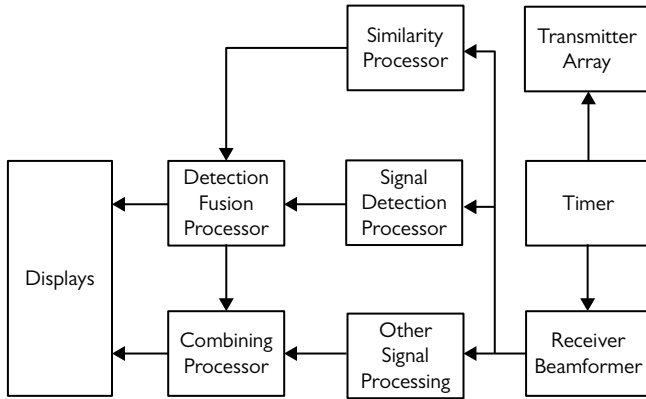 Similarity
Processor
Transmitter
Array
Detection
Fusion
Processor
Signal
Detection
Processor
Timer
Displays
Combining
Processor
Other
Signal
Processing
Receiver
Beamformer